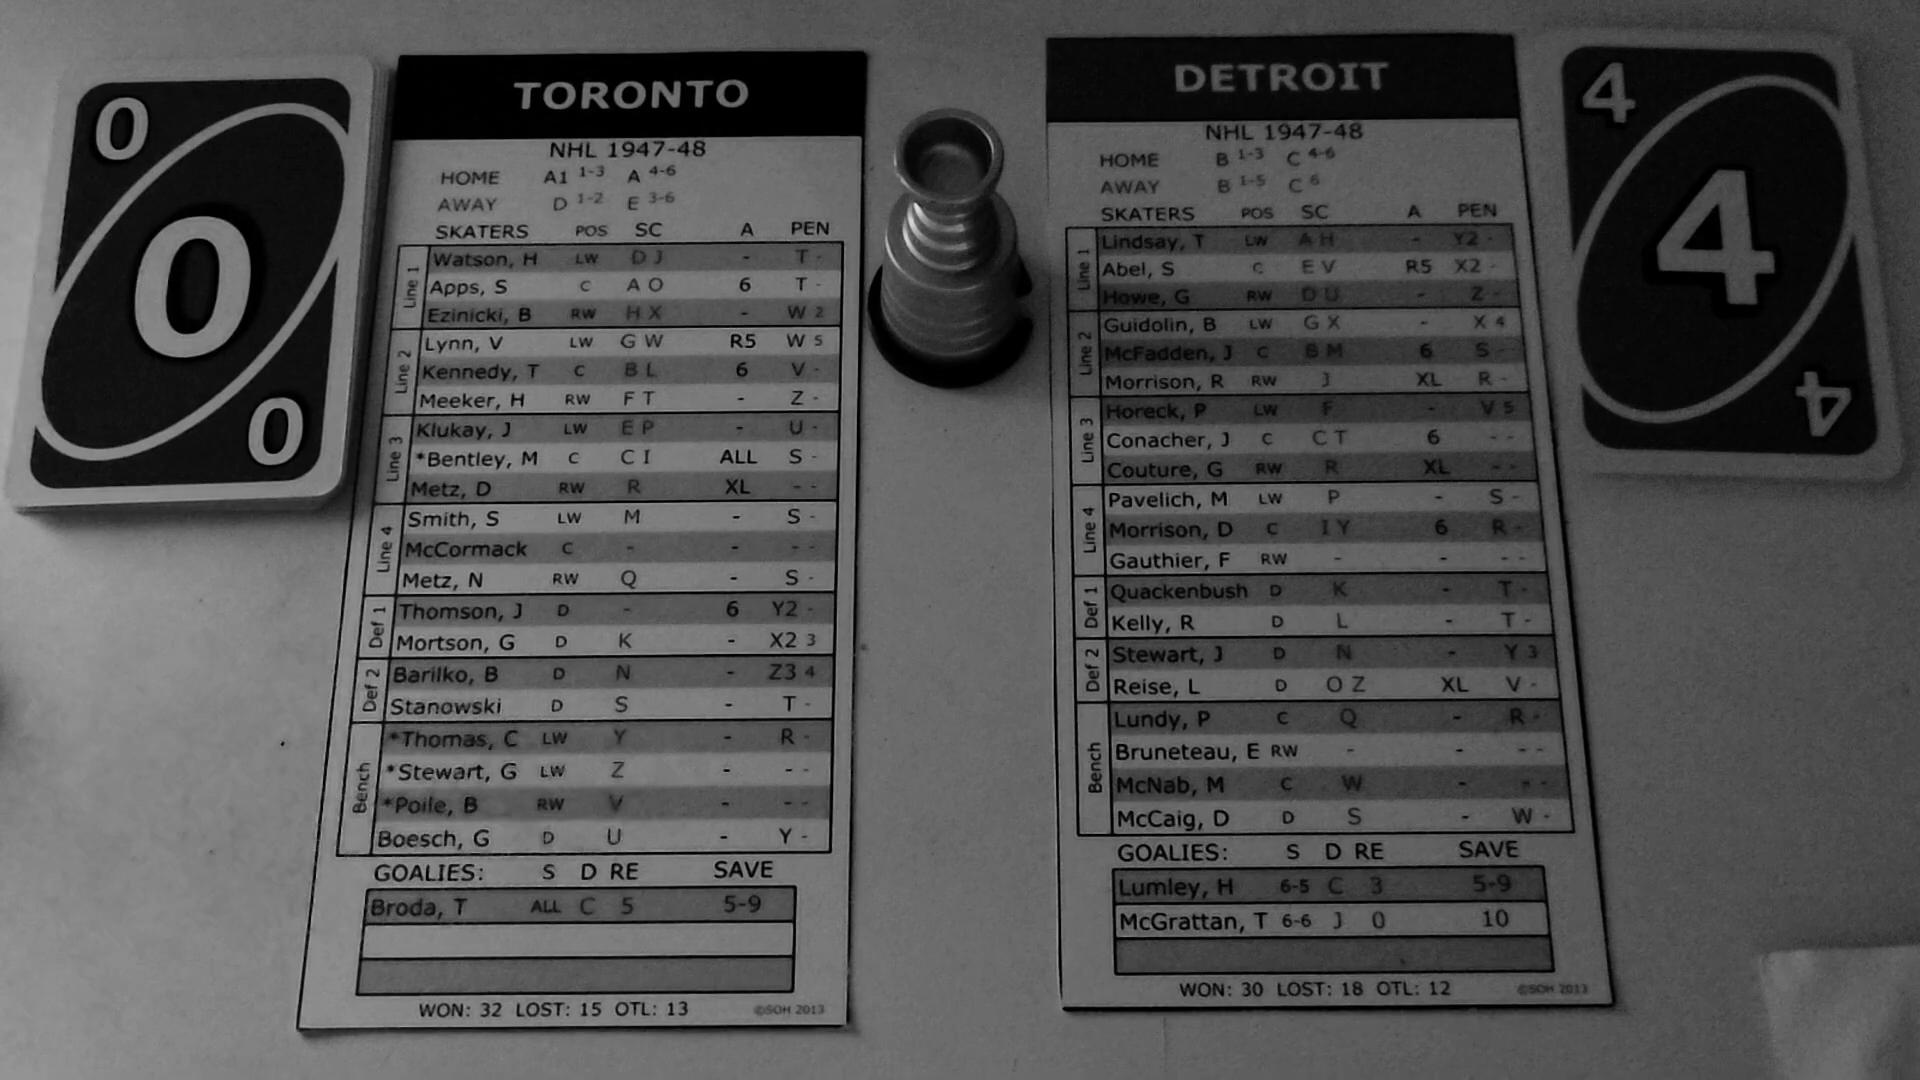 0
0
0
TORONTO
NHL 1947-48
HOME A1 1-3 A 4-6
AWAY D 1-2 E 3-6
SKATERS POS SC A PEN
Line 1
Watson, H LW D J - T -
Apps, S C A O 6 T -
Ezinicki, B RW H X - W 2
Line 2
Lynn, V LW G W R5 W 5
Kennedy, T C B L 6 V -
Meeker, H RW F T - Z -
Line 3
Klukay, J LW E P - U -
*Bentley, M C C I ALL S -
Metz, D RW R XL - -
Line 4
Smith, S LW M - S -
McCormack C - - - -
Metz, N RW Q - S -
Def 1
Thomson, J D - 6 Y2 -
Mortson, G D K - X2 3
Def 2
Barilko, B D N - Z3 4
Stanowski D S - T -
Bench
*Thomas, C LW Y - R -
*Stewart, G LW Z - - -
*Poile, B RW V - - -
Boesch, G D U - Y -
GOALIES: S D RE SAVE
Broda, T ALL C 5 5-9
WON: 32 LOST: 15 OTL: 13
©SOH 2013
DETROIT
NHL 1947-48
HOME B 1-3 C 4-6
AWAY B 1-5 C 6
SKATERS POS SC A PEN
Line 1
Lindsay, T LW A H - Y2 -
Abel, S C E V R5 X2 -
Howe, G RW D U - Z -
Line 2
Guidolin, B LW G X - X 4
McFadden, J C B M 6 S -
Morrison, R RW J XL R -
Line 3
Horeck, P LW F - V 5
Conacher, J C C T 6 - -
Couture, G RW R XL - -
Line 4
Pavelich, M LW P - S -
Morrison, D C I Y 6 R -
Gauthier, F RW - - - -
Def 1
Quackenbush D K - T -
Kelly, R D L - T -
Def 2
Stewart, J D N - Y 3
Reise, L D O Z XL V -
Bench
Lundy, P C Q - R -
Bruneteau, E RW - - - -
McNab, M C W - - -
McCaig, D D S - W -
GOALIES: S D RE SAVE
Lumley, H 6-5 C 3 5-9
McGrattan, T 6-6 J 0 10
WON: 30 LOST: 18 OTL: 12
©SOH 2013
4
4
4